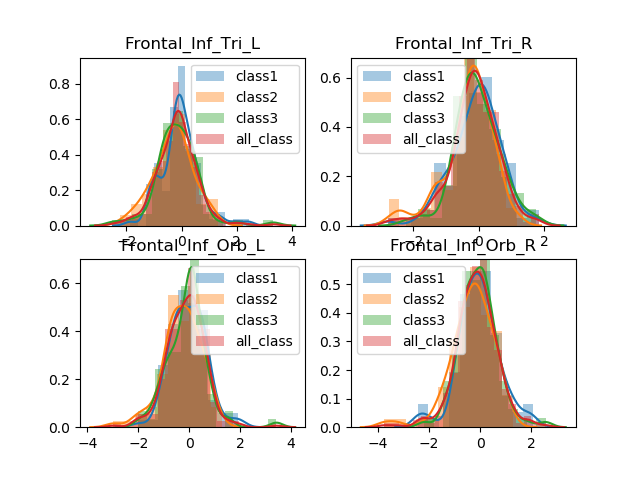 Frontal_Inf_Tri_L
0.8
0.6
0.4
0.2
0.0
−2
0
2
4
class1
class2
class3
all_class
Frontal_Inf_Tri_R
0.6
0.4
0.2
0.0
−2
0
2
class1
class2
class3
all_class
Frontal_Inf_Orb_L
0.6
0.4
0.2
0.0
−4
−2
0
2
4
class1
class2
class3
all_class
Frontal_Inf_Orb_R
0.5
0.4
0.3
0.2
0.1
0.0
−4
−2
0
2
class1
class2
class3
all_class